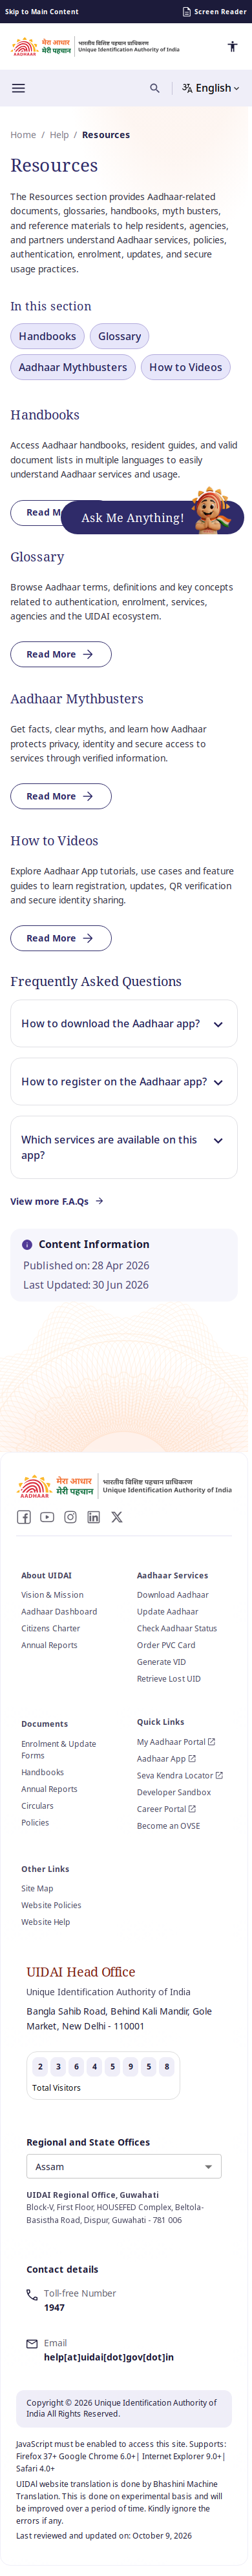 Skip to Main Content
Screen Reader
AADHAAR
मेरा आधार
मेरी पहचान
भारतीय विशिष्ट पहचान प्राधिकरण
Unique Identification Authority of India
English
Home / Help / Resources
Resources
The Resources section provides Aadhaar-related
documents, glossaries, handbooks, myth busters,
and reference materials to help residents, agencies,
and partners understand Aadhaar services, policies,
authentication, enrolment, updates, and secure
usage practices.
In this section
Handbooks
Glossary
Aadhaar Mythbusters
How to Videos
Handbooks
Access Aadhaar handbooks, resident guides, and valid
document lists in multiple languages to easily
understand Aadhaar services and usage.
Read
Ask Me Anything!
Glossary
Browse Aadhaar terms, definitions and key concepts
related to authentication, enrolment, services,
agencies and the UIDAI ecosystem.
Read More
Aadhaar Mythbusters
Get facts, clear myths, and learn how Aadhaar
protects privacy, identity and secure access to
services through verified information.
Read More
How to Videos
Explore Aadhaar App tutorials, use cases and feature
guides to learn registration, updates, QR verification
and secure identity sharing.
Read More
Frequently Asked Questions
How to download the Aadhaar app?
How to register on the Aadhaar app?
Which services are available on this
app?
View more F.A.Qs
Content Information
Published on: 28 Apr 2026
Last Updated: 30 Jun 2026
AADHAAR
मेरा आधार
मेरी पहचान
भारतीय विशिष्ट पहचान प्राधिकरण
Unique Identification Authority of India
About UIDAI
Vision & Mission
Aadhaar Dashboard
Citizens Charter
Annual Reports
Aadhaar Services
Download Aadhaar
Update Aadhaar
Check Aadhaar Status
Order PVC Card
Generate VID
Retrieve Lost UID
Documents
Enrolment & Update
Forms
Handbooks
Annual Reports
Circulars
Policies
Quick Links
My Aadhaar Portal
Aadhaar App
Seva Kendra Locator
Developer Sandbox
Career Portal
Become an OVSE
Other Links
Site Map
Website Policies
Website Help
UIDAI Head Office
Unique Identification Authority of India
Bangla Sahib Road, Behind Kali Mandir, Gole
Market, New Delhi - 110001
2 3 6 4 5 9 5 8
Total Visitors
Regional and State Offices
Assam
UIDAI Regional Office, Guwahati
Block-V, First Floor, HOUSEFED Complex, Beltola-
Basistha Road, Dispur, Guwahati - 781 006
Contact details
Toll-free Number
1947
Email
help[at]uidai[dot]gov[dot]in
Copyright © 2026 Unique Identification Authority of
India All Rights Reserved.
JavaScript must be enabled to access this site. Supports:
Firefox 37+ Google Chrome 6.0+| Internet Explorer 9.0+|
Safari 4.0+
UIDAI website translation is done by Bhashini Machine
Translation. This is done on experimental basis and will
be improved over a period of time. Kindly ignore the
errors if any.
Last reviewed and updated on: October 9, 2026